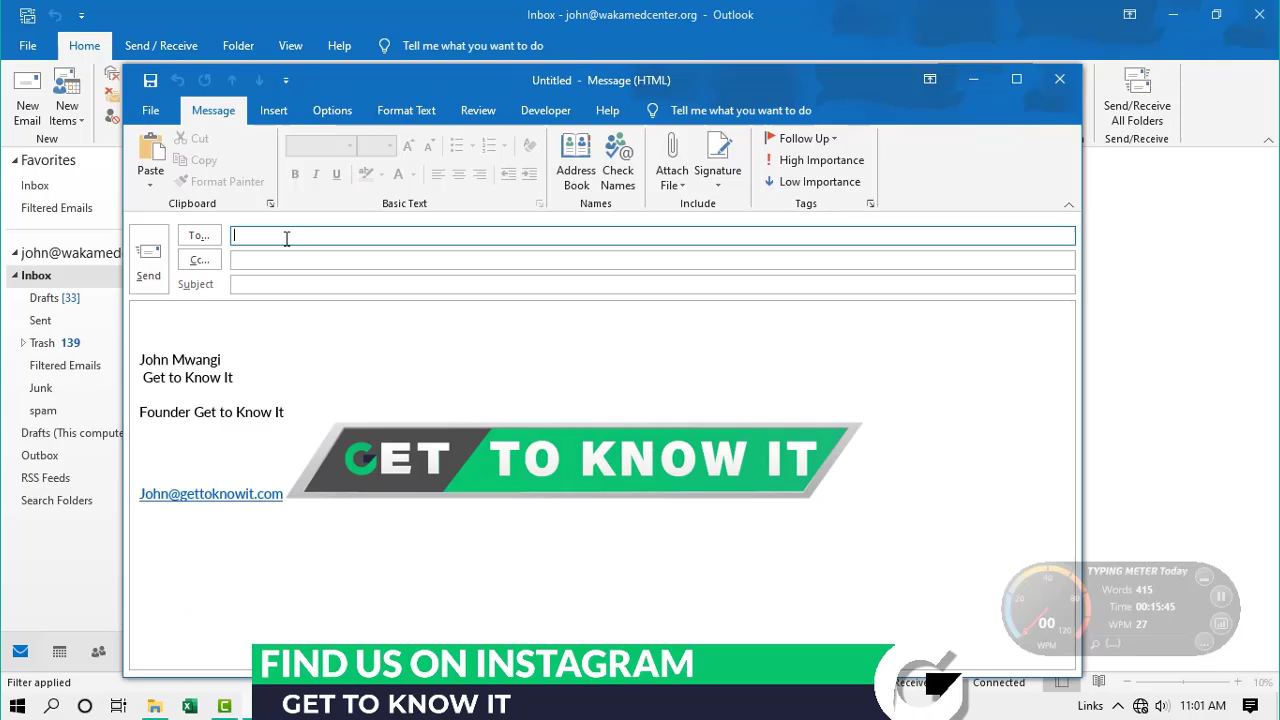 Inbox - john@wakamedcenter.org - Outlook
File Home Send / Receive Folder View Help Tell me what you want to do
Untitled - Message (HTML)
File Message Insert Options Format Text Review Developer Help Tell me what you want to do
New Email
New Items
New
Paste
Cut
Copy
Format Painter
Clipboard
B I U
Basic Text
Address Book
Check Names
Names
Attach File
Signature
Include
Follow Up
High Importance
Low Importance
Tags
Send/Receive All Folders
Send/Receive
Favorites
Inbox
Filtered Emails
john@wakamed
Inbox
Drafts [33]
Sent
Trash 139
Filtered Emails
Junk
spam
Drafts (This compute
Outbox
RSS Feeds
Search Folders
Send
To...
Cc...
Subject
John Mwangi
Get to Know It
Founder Get to Know It
GET TO KNOW IT
John@gettoknowit.com
TYPING METER Today
Words 415
Time 00:15:45
WPM 27
20 40 80 120
00
WPM
FIND US ON INSTAGRAM
GET TO KNOW IT
Filter applied
Connected
10%
Links
11:01 AM